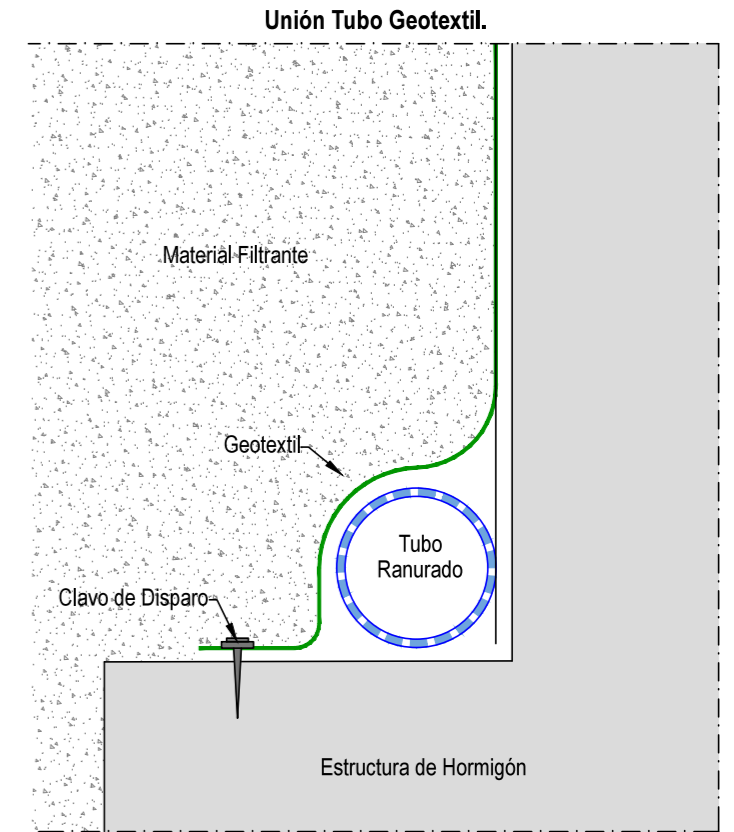 Unión Tubo Geotextil.
Material Filtrante
Geotextil
Tubo
Ranurado
Clavo de Disparo
Estructura de Hormigón